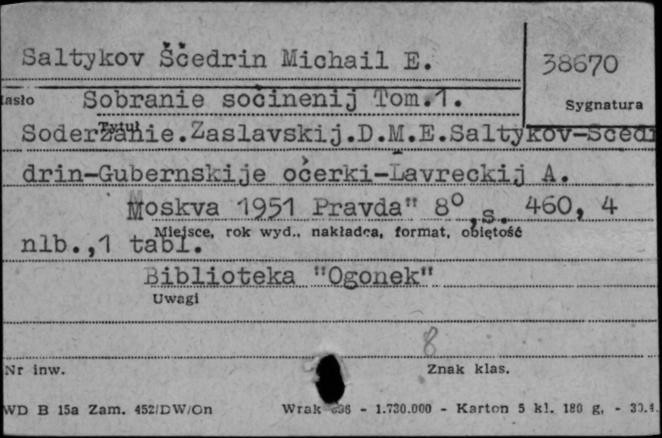 Saltykov Ščedrin Michail E.
38670
Hasło
Sobranie sočinenij Tom.1.
Sygnatura
Tytuł
Soderžanie.Zaslavskij.D.M.E.Saltykov-Sčed
drin-Gubernskije očerki-Lavreckij A.
Moskva 1951 Pravda" 8° s. 460, 4
Miejsce, rok wyd., nakładca, format, objętość
nlb.,1 tabl.
Biblioteka "Ogonek"
Uwagi
8
Nr inw.
Znak klas.
WD B 15a Zam. 452/DW/On
Wrak - 1.730.000 - Karton 5 kl. 180 g. - 30.4.